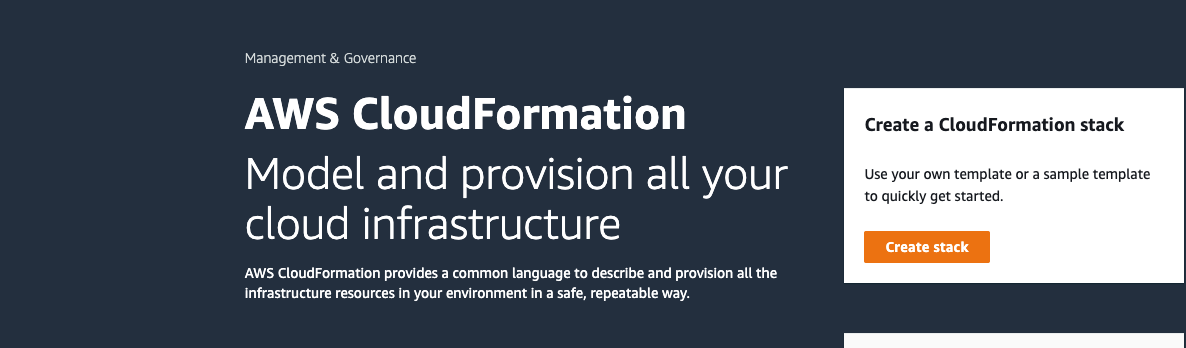 Management & Governance
AWS CloudFormation
Model and provision all your
cloud infrastructure
AWS CloudFormation provides a common language to describe and provision all the
infrastructure resources in your environment in a safe, repeatable way.
Create a CloudFormation stack
Use your own template or a sample template
to quickly get started.
Create stack